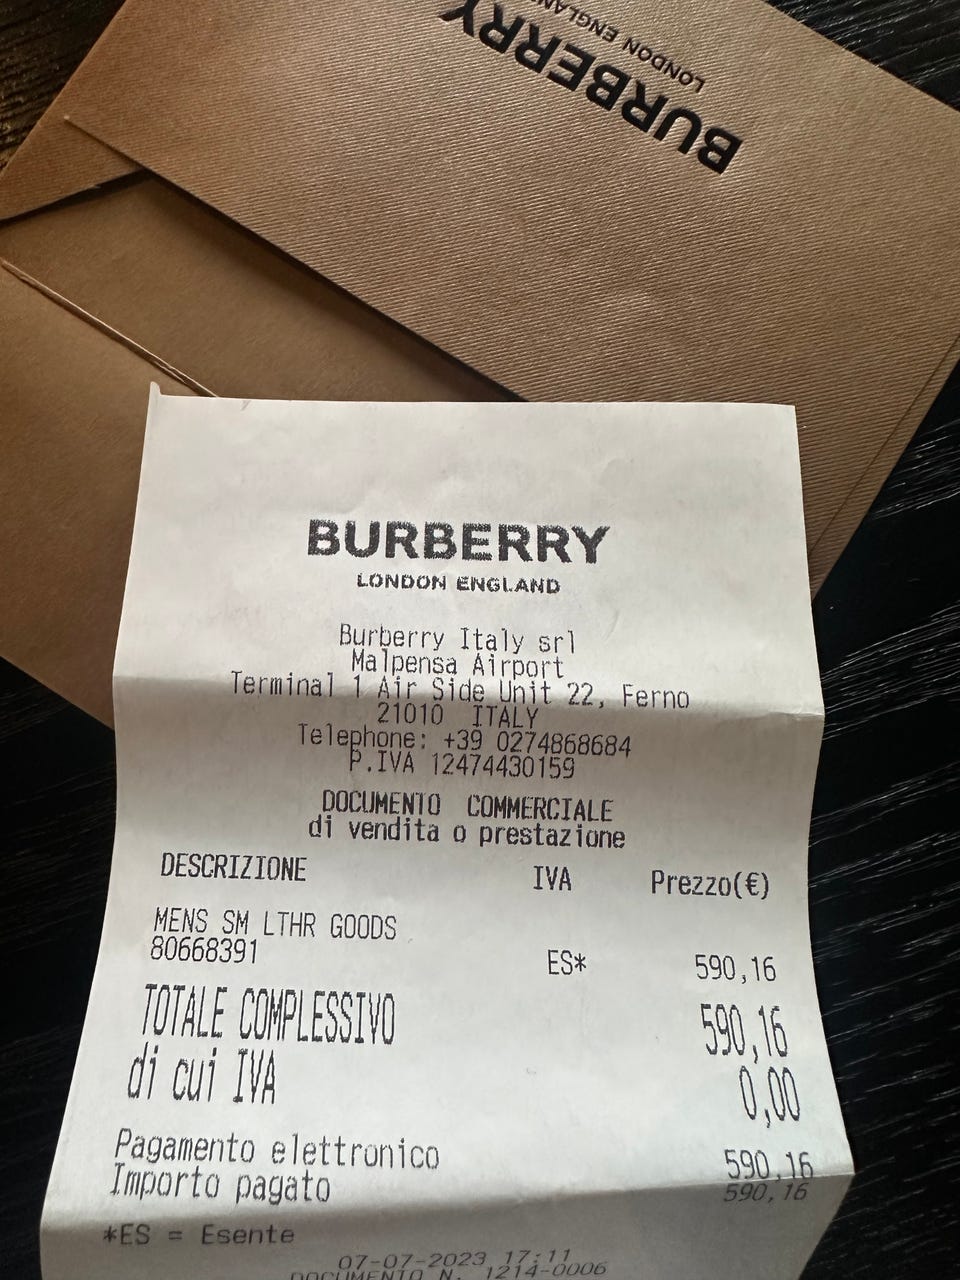 BURBERRY
LONDON ENGLAND
BURBERRY
LONDON ENGLAND
Burberry Italy srl
Malpensa Airport
Terminal 1 Air Side Unit 22, Ferno
21010 ITALY
Telephone: +39 0274868684
P.IVA 12474430159
DOCUMENTO COMMERCIALE
di vendita o prestazione
DESCRIZIONE IVA Prezzo(€)
MENS SM LTHR GOODS
80668391 ES* 590,16
TOTALE COMPLESSIVO 590,16
di cui IVA 0,00
Pagamento elettronico 590,16
Importo pagato 590,16
*ES = Esente
07-07-2023 17:11
DOCUMENTO N. 1214-0006